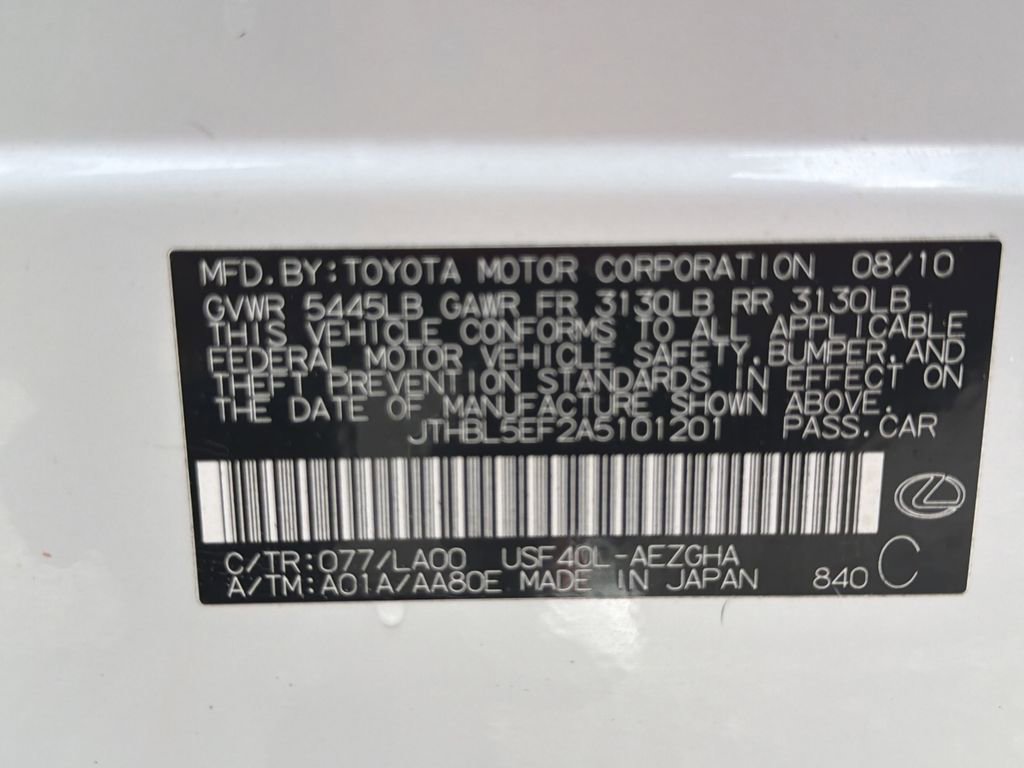 MFD. BY: TOYOTA MOTOR CORPORATION 08/10
GVWR 5445LB GAWR FR 3130LB RR 3130LB
THIS VEHICLE CONFORMS TO ALL APPLICABLE
FEDERAL MOTOR VEHICLE SAFETY, BUMPER, AND
THEFT PREVENTION STANDARDS IN EFFECT ON
THE DATE OF MANUFACTURE SHOWN ABOVE.
JTHBL5EF2A5101201 PASS.CAR
C/TR: 077/LA00 USF40L-AEZGHA
A/TM: A01A/AA80E MADE IN JAPAN 840 C